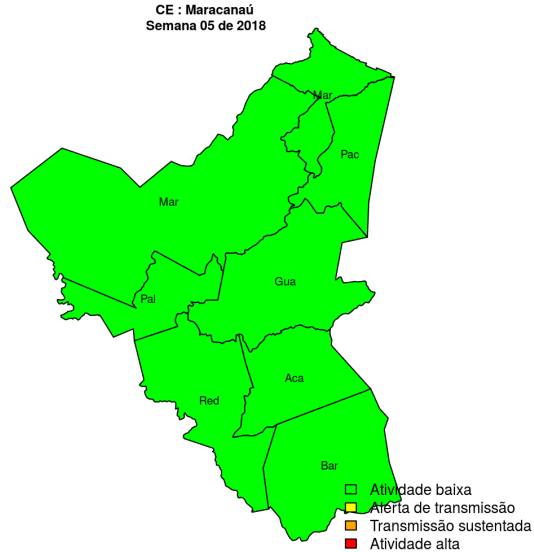 CE : Maracanaú
Semana 05 de 2018
Mar
Pac
Mar
Gua
Pal
Aca
Red
Bar
Atividade baixa
Alerta de transmissão
Transmissão sustentada
Atividade alta